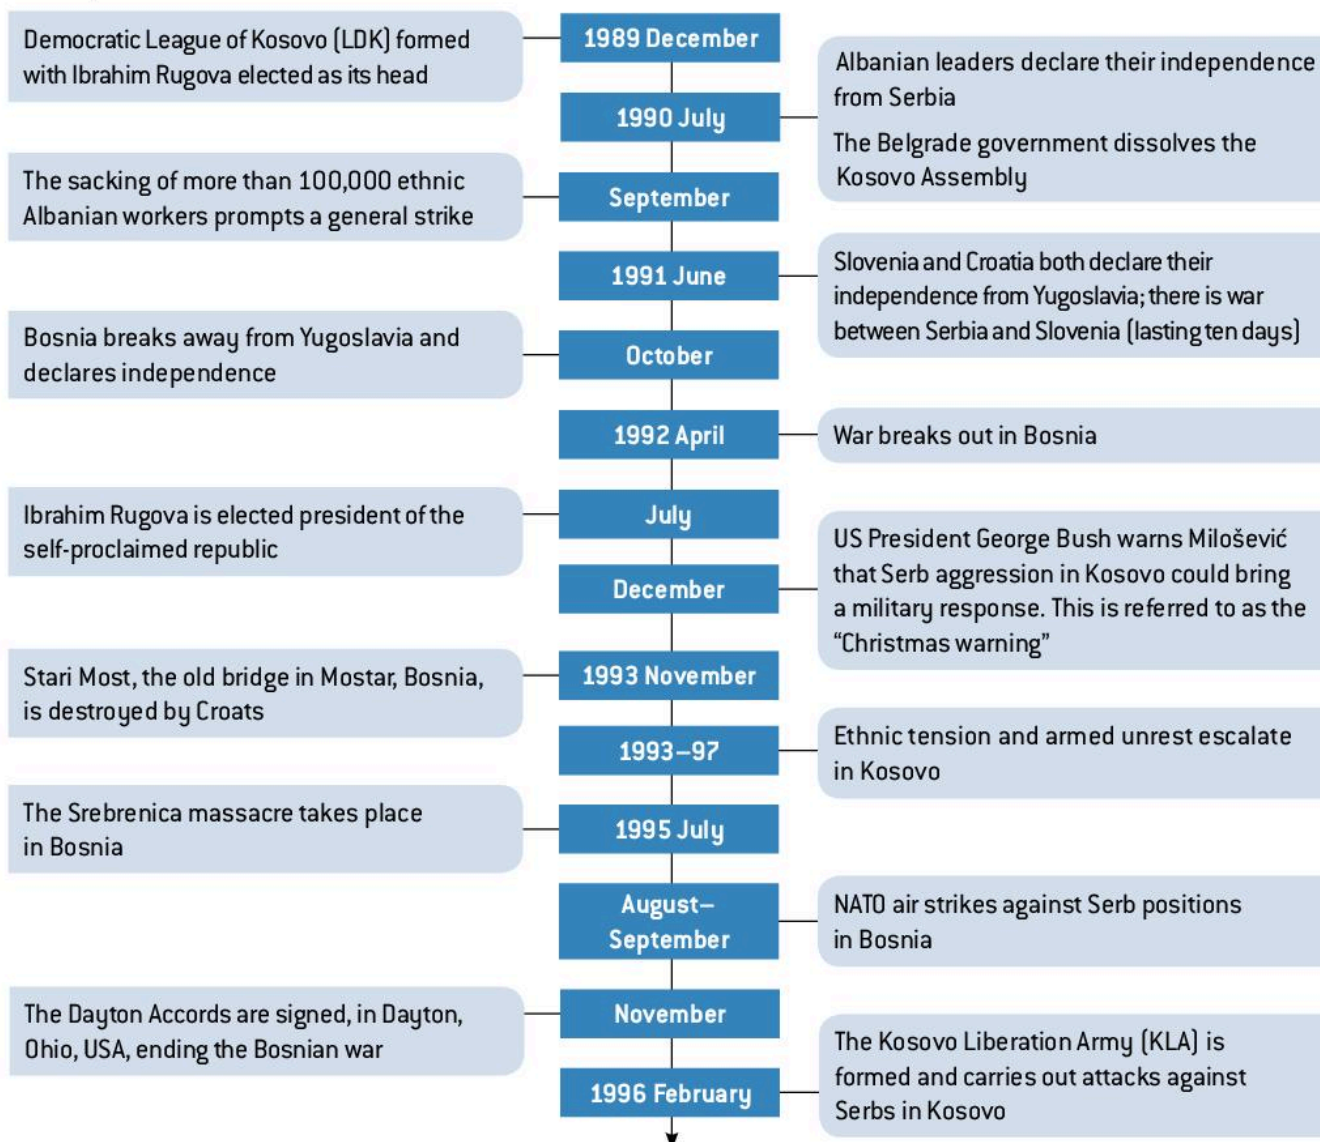 1989 December
Democratic League of Kosovo (LDK) formed
with Ibrahim Rugova elected as its head
1990 July
Albanian leaders declare their independence
from Serbia
The Belgrade government dissolves the
Kosovo Assembly
September
The sacking of more than 100,000 ethnic
Albanian workers prompts a general strike
1991 June
Slovenia and Croatia both declare their
independence from Yugoslavia; there is war
between Serbia and Slovenia (lasting ten days)
October
Bosnia breaks away from Yugoslavia and
declares independence
1992 April
War breaks out in Bosnia
July
Ibrahim Rugova is elected president of the
self-proclaimed republic
December
US President George Bush warns Milošević
that Serb aggression in Kosovo could bring
a military response. This is referred to as the
“Christmas warning”
1993 November
Stari Most, the old bridge in Mostar, Bosnia,
is destroyed by Croats
1993–97
Ethnic tension and armed unrest escalate
in Kosovo
1995 July
The Srebrenica massacre takes place
in Bosnia
August–
September
NATO air strikes against Serb positions
in Bosnia
November
The Dayton Accords are signed, in Dayton,
Ohio, USA, ending the Bosnian war
1996 February
The Kosovo Liberation Army (KLA) is
formed and carries out attacks against
Serbs in Kosovo